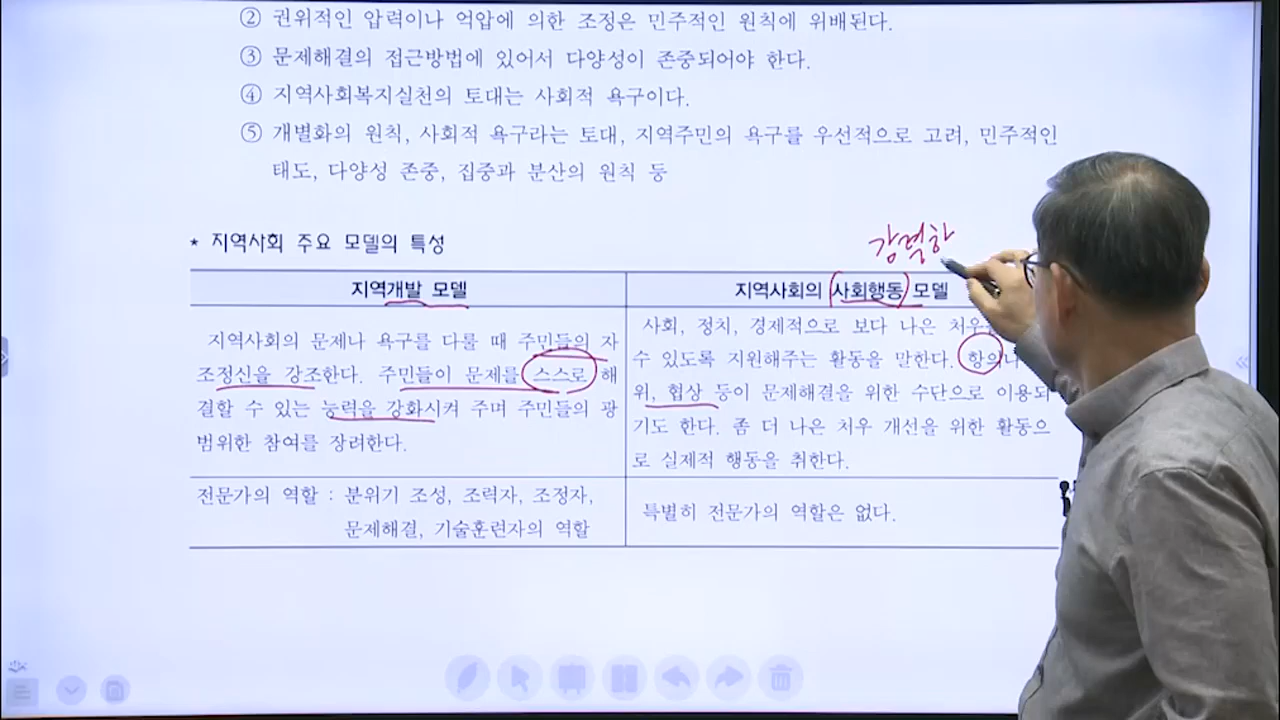 ② 권위적인 압력이나 억압에 의한 조정은 민주적인 원칙에 위배된다.
③ 문제해결의 접근방법에 있어서 다양성이 존중되어야 한다.
④ 지역사회복지실천의 토대는 사회적 욕구이다.
⑤ 개별화의 원칙, 사회적 욕구라는 토대, 지역주민의 욕구를 우선적으로 고려, 민주적인
태도, 다양성 존중, 집중과 분산의 원칙 등
* 지역사회 주요 모델의 특성
강력하
지역개발 모델
지역사회의 사회행동 모델
지역사회의 문제나 욕구를 다룰 때 주민들의 자
조정신을 강조한다. 주민들이 문제를 스스로 해
결할 수 있는 능력을 강화시켜 주며 주민들의 광
범위한 참여를 장려한다.
사회, 정치, 경제적으로 보다 나은 처우
수 있도록 지원해주는 활동을 말한다. 항의나
위, 협상 등이 문제해결을 위한 수단으로 이용되
기도 한다. 좀 더 나은 처우 개선을 위한 활동으
로 실제적 행동을 취한다.
전문가의 역할 : 분위기 조성, 조력자, 조정자,
문제해결, 기술훈련자의 역할
특별히 전문가의 역할은 없다.